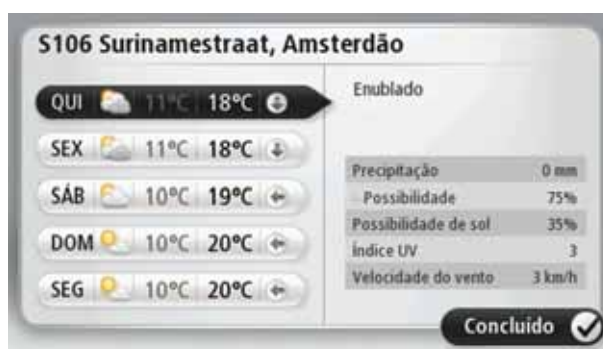 S106 Surinamestraat, Amsterdão
QUI 11°C 18°C
SEX 11°C 18°C
SÁB 10°C 19°C
DOM 10°C 20°C
SEG 10°C 20°C
Enublado
Precipitação 0 mm
Possibilidade 75%
Possibilidade de sol 35%
Índice UV 3
Velocidade do vento 3 km/h
Concluído